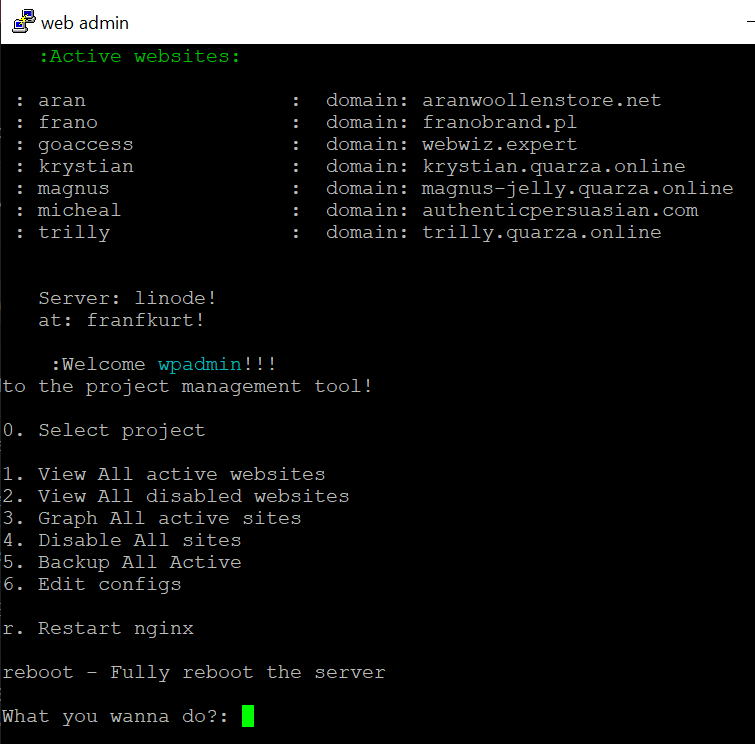 web admin
:Active websites:
: aran : domain: aranwoollenstore.net
: frano : domain: franobrand.pl
: goaccess : domain: webwiz.expert
: krystian : domain: krystian.quarza.online
: magnus : domain: magnus-jelly.quarza.online
: micheal : domain: authenticpersuasian.com
: trilly : domain: trilly.quarza.online
Server: linode!
at: franfkurt!
:Welcome wpadmin!!!
to the project management tool!
0. Select project
1. View All active websites
2. View All disabled websites
3. Graph All active sites
4. Disable All sites
5. Backup All Active
6. Edit configs
r. Restart nginx
reboot - Fully reboot the server
What you wanna do?: